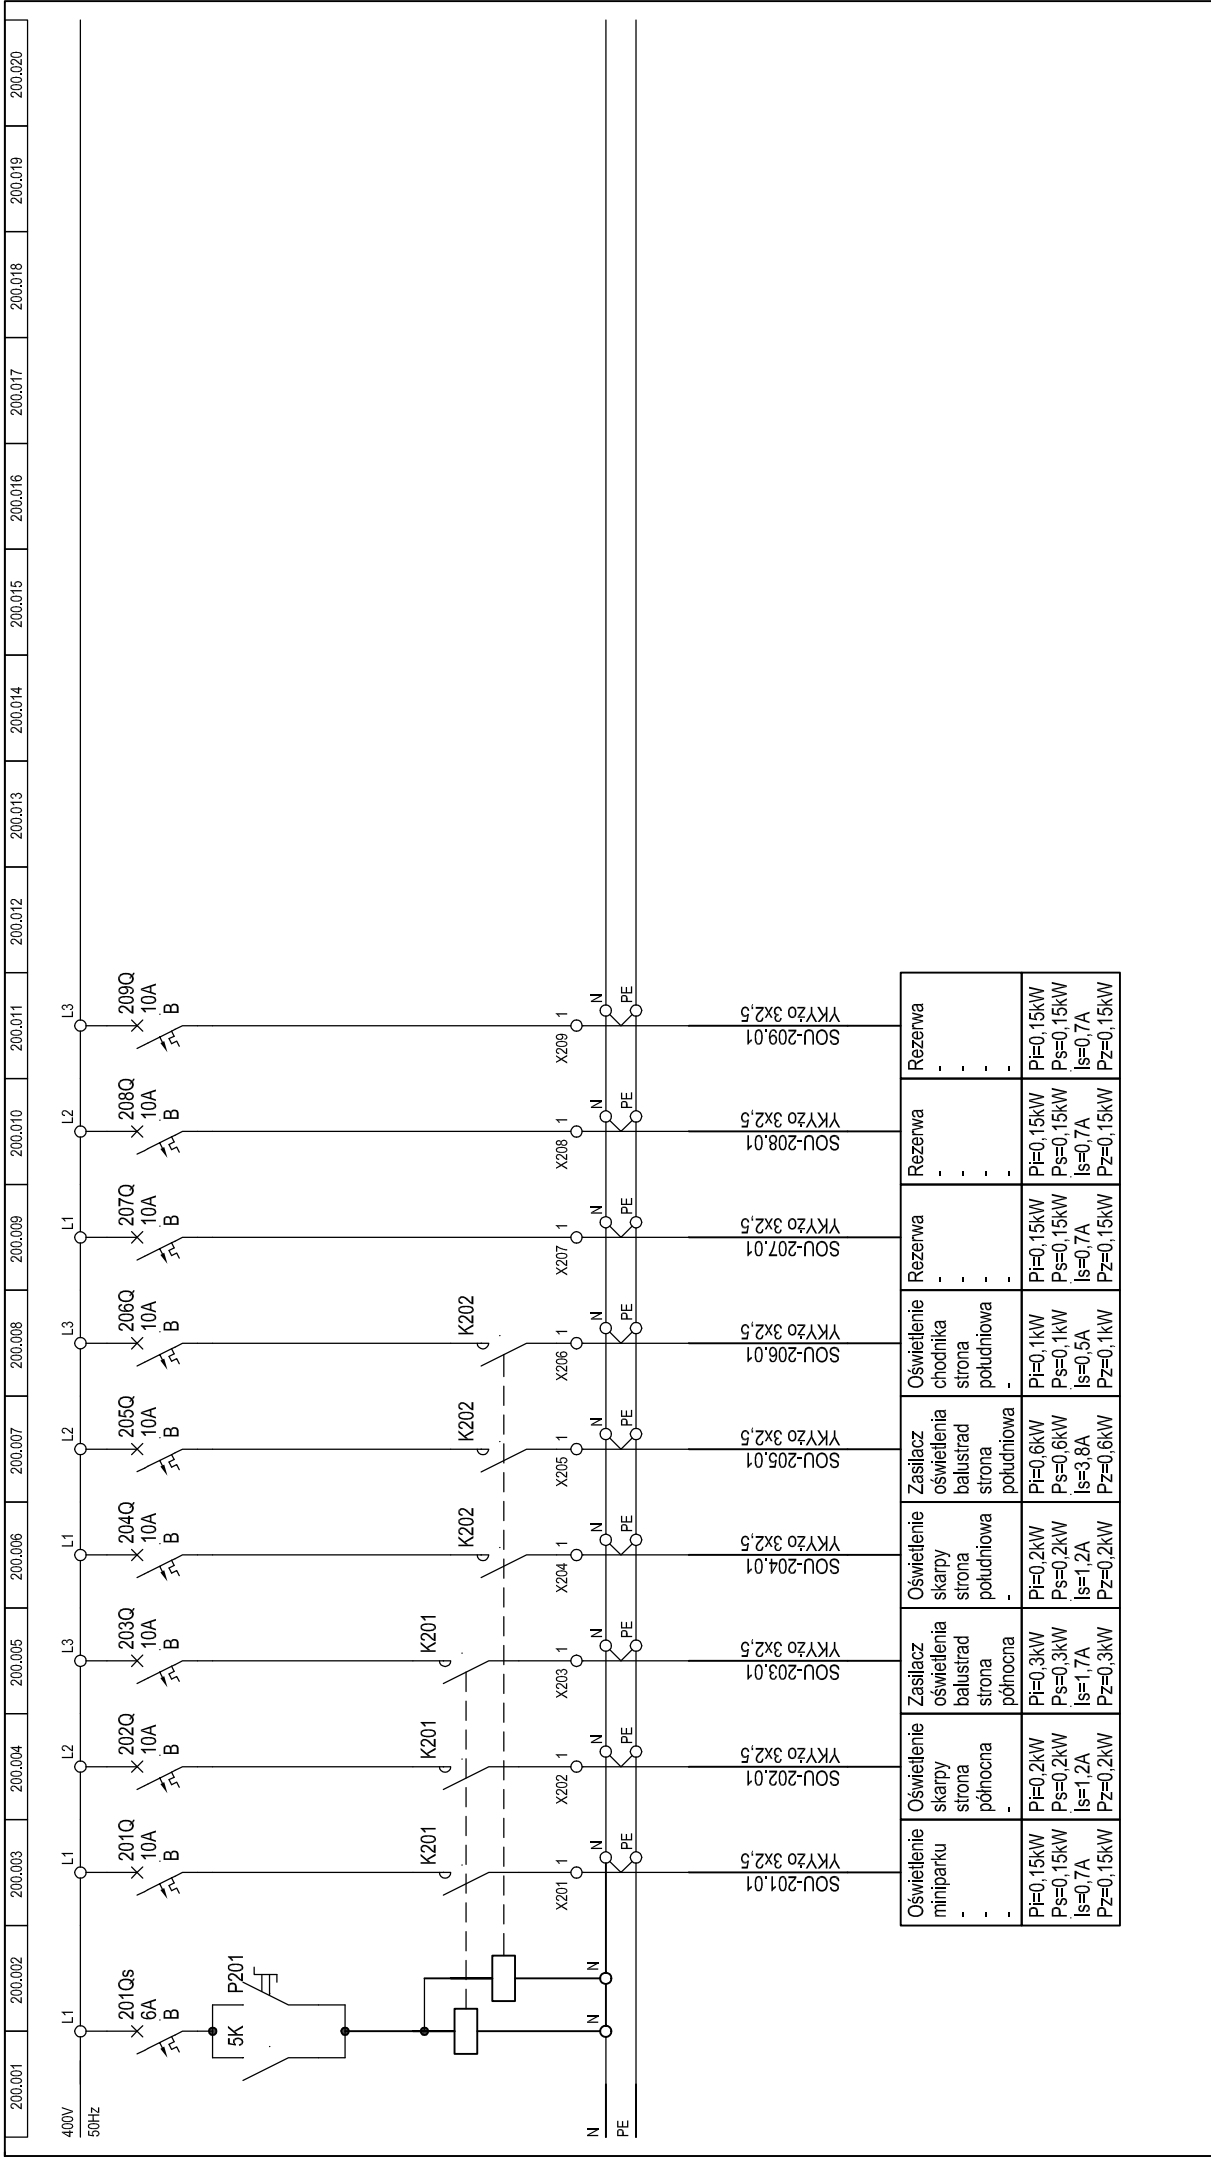 200.001
200.002
200.003
200.004
200.005
200.006
200.007
200.008
200.009
200.010
200.011
200.012
200.013
200.014
200.015
200.016
200.017
200.018
200.019
200.020
400V
50Hz
L1
L1
L2
L3
L1
L2
L3
L1
L2
L3
201Qs
6A
B
201Q
10A
B
202Q
10A
B
203Q
10A
B
204Q
10A
B
205Q
10A
B
206Q
10A
B
207Q
10A
B
208Q
10A
B
209Q
10A
B
5K
P201
K201
K201
K201
K202
K202
K202
X201 1
X202 1
X203 1
X204 1
X205 1
X206 1
X207 1
X208 1
X209 1
N
N
N
N
N
N
N
N
N
N
N
N
PE
PE
PE
PE
PE
PE
PE
PE
PE
PE
SOU-201.01
YKYżo 3x2,5
SOU-202.01
YKYżo 3x2,5
SOU-203.01
YKYżo 3x2,5
SOU-204.01
YKYżo 3x2,5
SOU-205.01
YKYżo 3x2,5
SOU-206.01
YKYżo 3x2,5
SOU-207.01
YKYżo 3x2,5
SOU-208.01
YKYżo 3x2,5
SOU-209.01
YKYżo 3x2,5
Oświetlenie
miniparku
-
-
-
Pi=0,15kW
Ps=0,15kW
Is=0,7A
Pz=0,15kW
Oświetlenie
skarpy
strona
północna
-
Pi=0,2kW
Ps=0,2kW
Is=1,2A
Pz=0,2kW
Zasilacz
oświetlenia
balustrad
strona
północna
Pi=0,3kW
Ps=0,3kW
Is=1,7A
Pz=0,3kW
Oświetlenie
skarpy
strona
południowa
-
Pi=0,2kW
Ps=0,2kW
Is=1,2A
Pz=0,2kW
Zasilacz
oświetlenia
balustrad
strona
południowa
Pi=0,6kW
Ps=0,6kW
Is=3,8A
Pz=0,6kW
Oświetlenie
chodnika
strona
południowa
-
Pi=0,1kW
Ps=0,1kW
Is=0,5A
Pz=0,1kW
Rezerwa
-
-
-
-
Pi=0,15kW
Ps=0,15kW
Is=0,7A
Pz=0,15kW
Rezerwa
-
-
-
-
Pi=0,15kW
Ps=0,15kW
Is=0,7A
Pz=0,15kW
Rezerwa
-
-
-
-
Pi=0,15kW
Ps=0,15kW
Is=0,7A
Pz=0,15kW